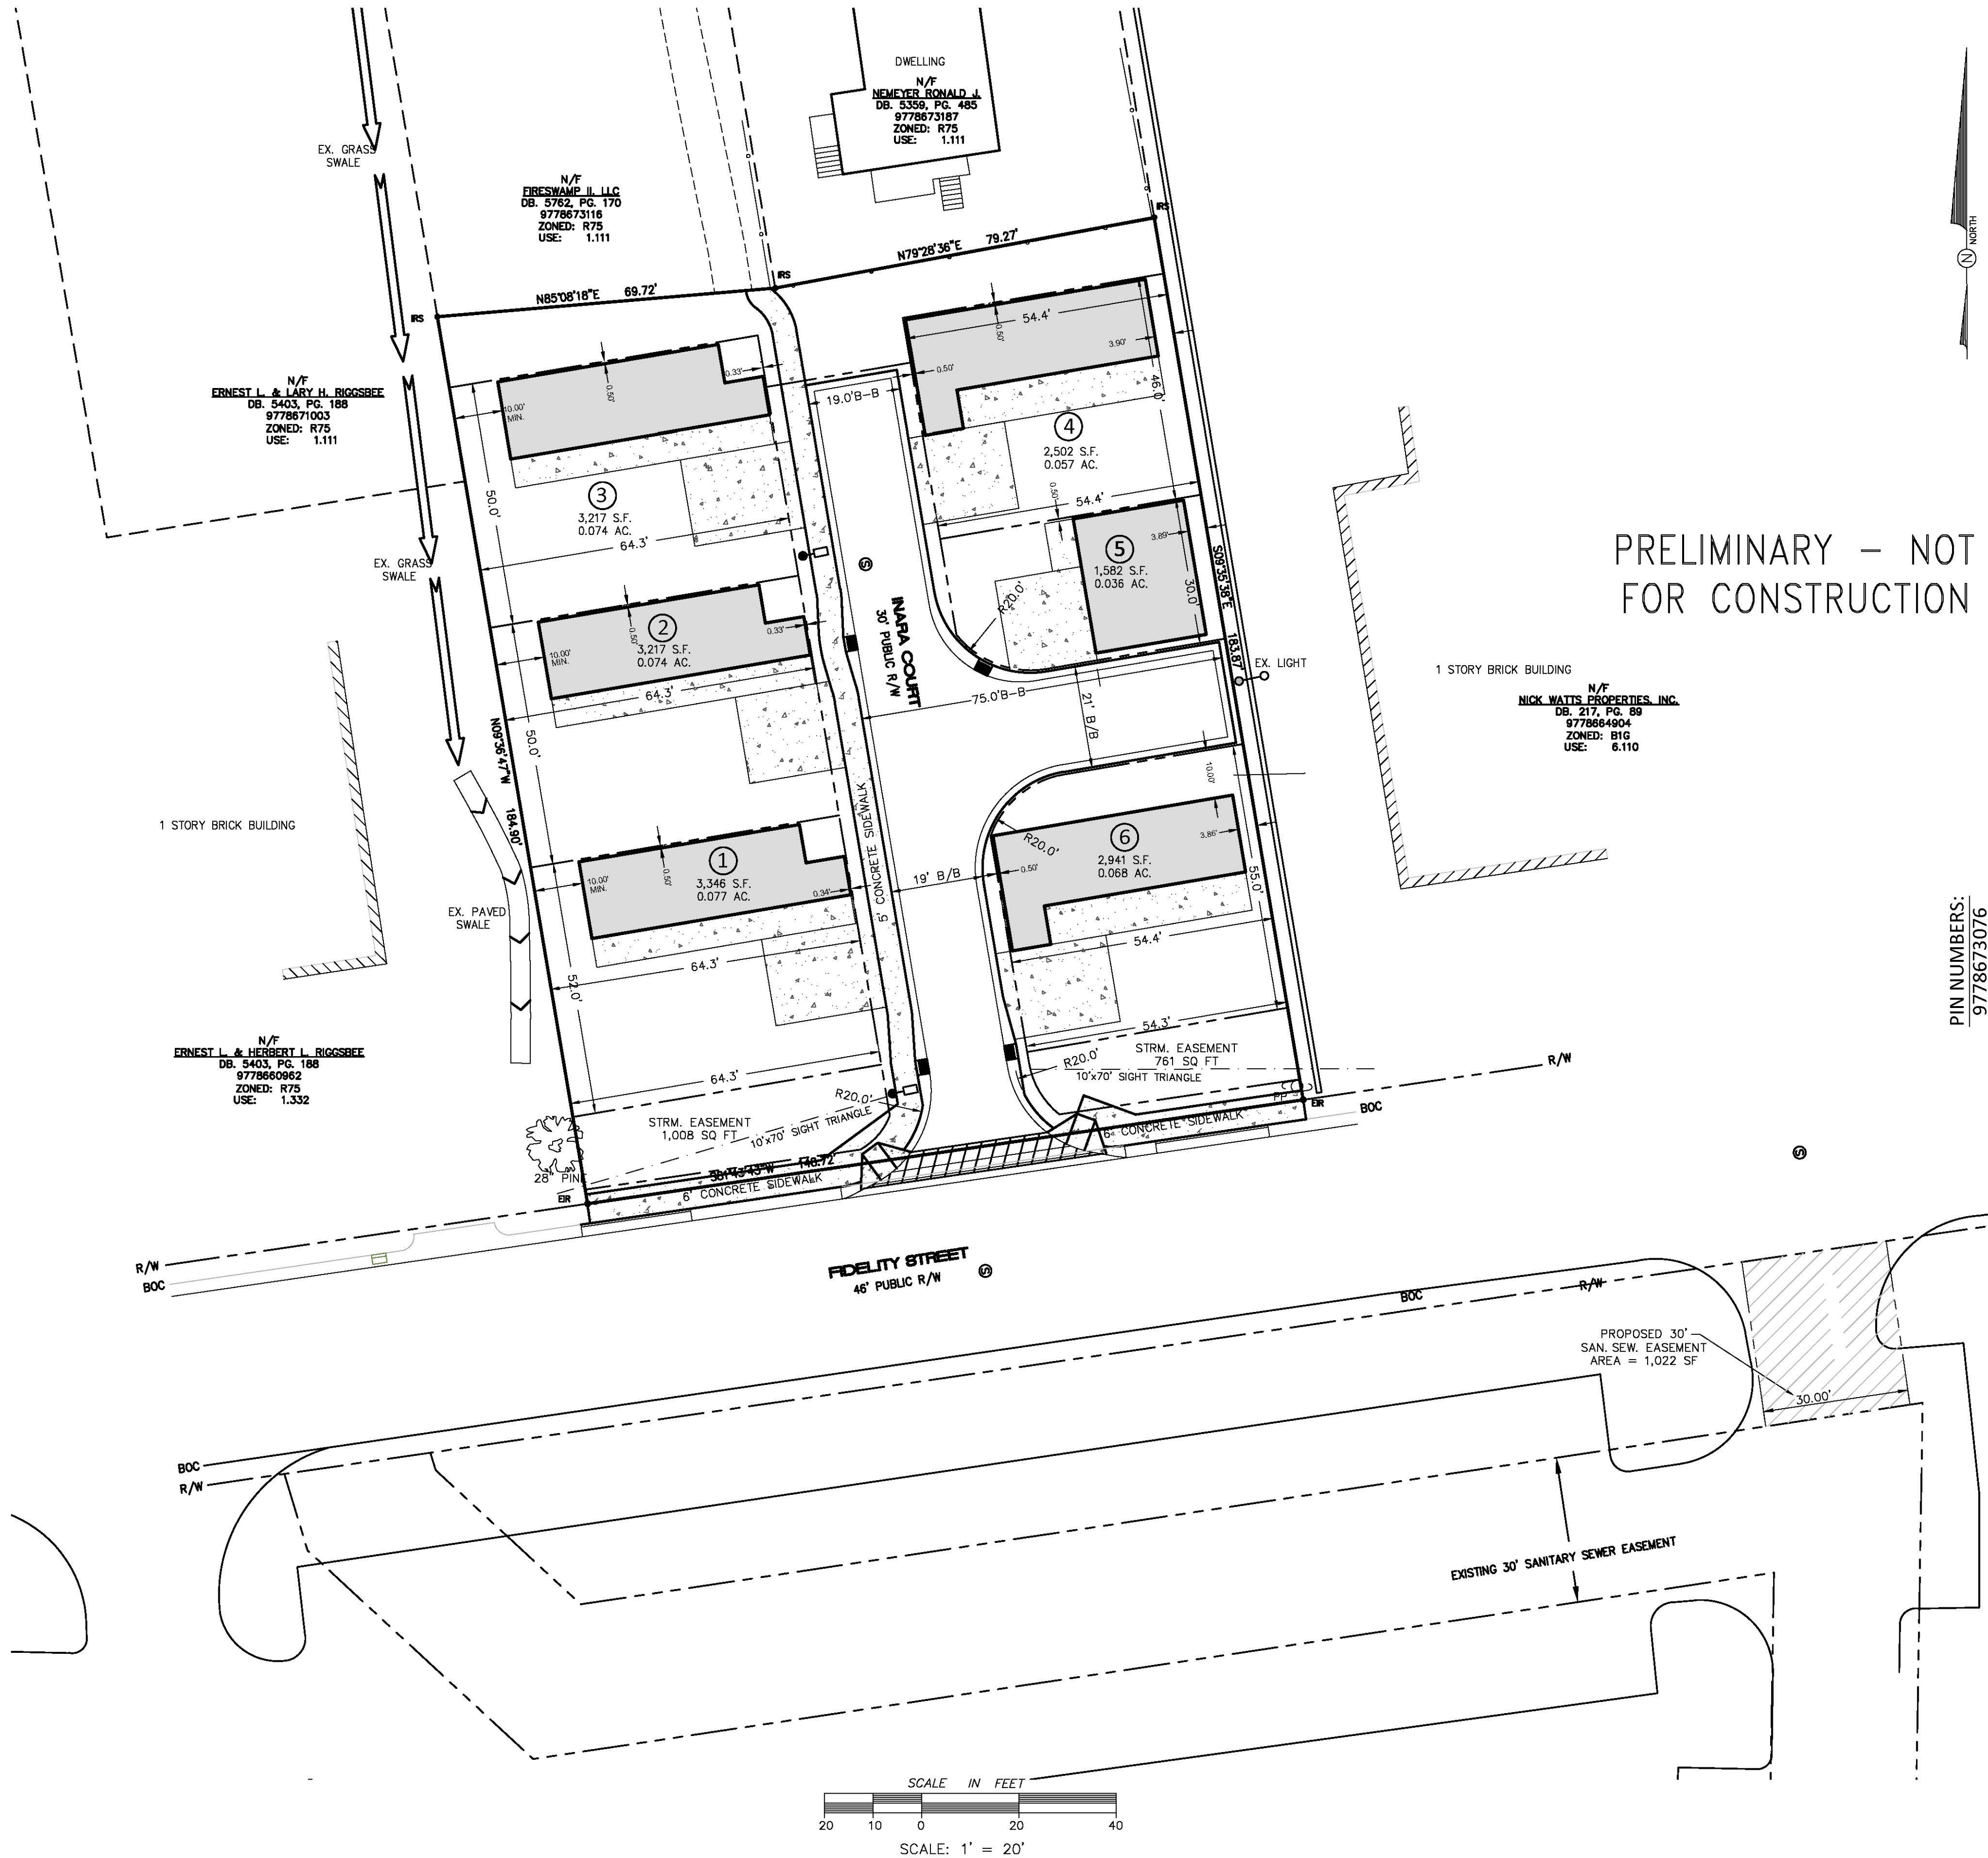 DWELLING
N/F
NEMEYER RONALD J.
DB. 5359, PG. 485
9778673187
ZONED: R75
USE: 1.111
EX. GRASS
SWALE
N/F
FIRESWAMP II, LLC
DB. 5762, PG. 170
9778673116
ZONED: R75
USE: 1.111
NORTH
N
IRS
N79°28'36"E 79.27'
IRS
N85°08'18"E 69.72'
IRS
N/F
ERNEST L. & LARY H. RIGGSBEE
DB. 5403, PG. 188
9778671003
ZONED: R75
USE: 1.111
0.50'
54.4'
3.90'
0.50'
46.0'
0.50'
0.33'
10.00'
MIN.
19.0'B-B
4
2,502 S.F.
0.057 AC.
50.0'
3
3,217 S.F.
0.074 AC.
64.3'
0.50'
54.4'
5
1,582 S.F.
0.036 AC.
3.89'
30.0'
S09°35'38"E
183.87'
R20.0'
EX. GRASS
SWALE
S
INARA COURT
30' PUBLIC R/W
PRELIMINARY - NOT
FOR CONSTRUCTION
2
3,217 S.F.
0.074 AC.
0.50'
0.33'
10.00'
MIN.
64.3'
50.0'
N09°36'47"W
184.90'
75.0'B-B
21' B/B
EX. LIGHT
1 STORY BRICK BUILDING
N/F
NICK WATTS PROPERTIES, INC.
DB. 217, PG. 89
9778664904
ZONED: B1G
USE: 6.110
1 STORY BRICK BUILDING
10.00'
R20.0'
6
2,941 S.F.
0.068 AC.
3.86'
0.50'
55.0'
54.4'
54.3'
1
3,346 S.F.
0.077 AC.
0.50'
0.34'
10.00'
MIN.
64.3'
52.0'
64.3'
5' CONCRETE SIDEWALK
19' B/B
EX. PAVED
SWALE
PIN NUMBERS:
9778673076
N/F
ERNEST L. & HERBERT L. RIGGSBEE
DB. 5403, PG. 188
9778660962
ZONED: R75
USE: 1.332
STRM. EASEMENT
761 SQ FT
10'x70' SIGHT TRIANGLE
R20.0'
PP
EIR
R/W
BOC
STRM. EASEMENT
1,008 SQ FT
10'x70' SIGHT TRIANGLE
R20.0'
28" PINE
EIR
S81°43'43"W 148.72'
6' CONCRETE SIDEWALK
6' CONCRETE SIDEWALK
S
R/W
BOC
FIDELITY STREET
46' PUBLIC R/W
S
BOC
R/W
PROPOSED 30'
SAN. SEW. EASEMENT
AREA = 1,022 SF
30.00'
BOC
R/W
EXISTING 30' SANITARY SEWER EASEMENT
SCALE IN FEET
20 10 0 20 40
SCALE: 1' = 20'